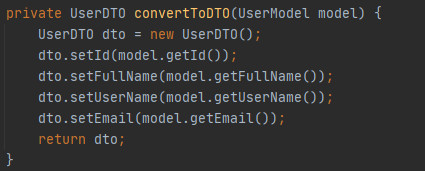 private UserDTO convertToDTO(UserModel model) {
    UserDTO dto = new UserDTO();
    dto.setId(model.getId());
    dto.setFullName(model.getFullName());
    dto.setUserName(model.getUserName());
    dto.setEmail(model.getEmail());
    return dto;
}